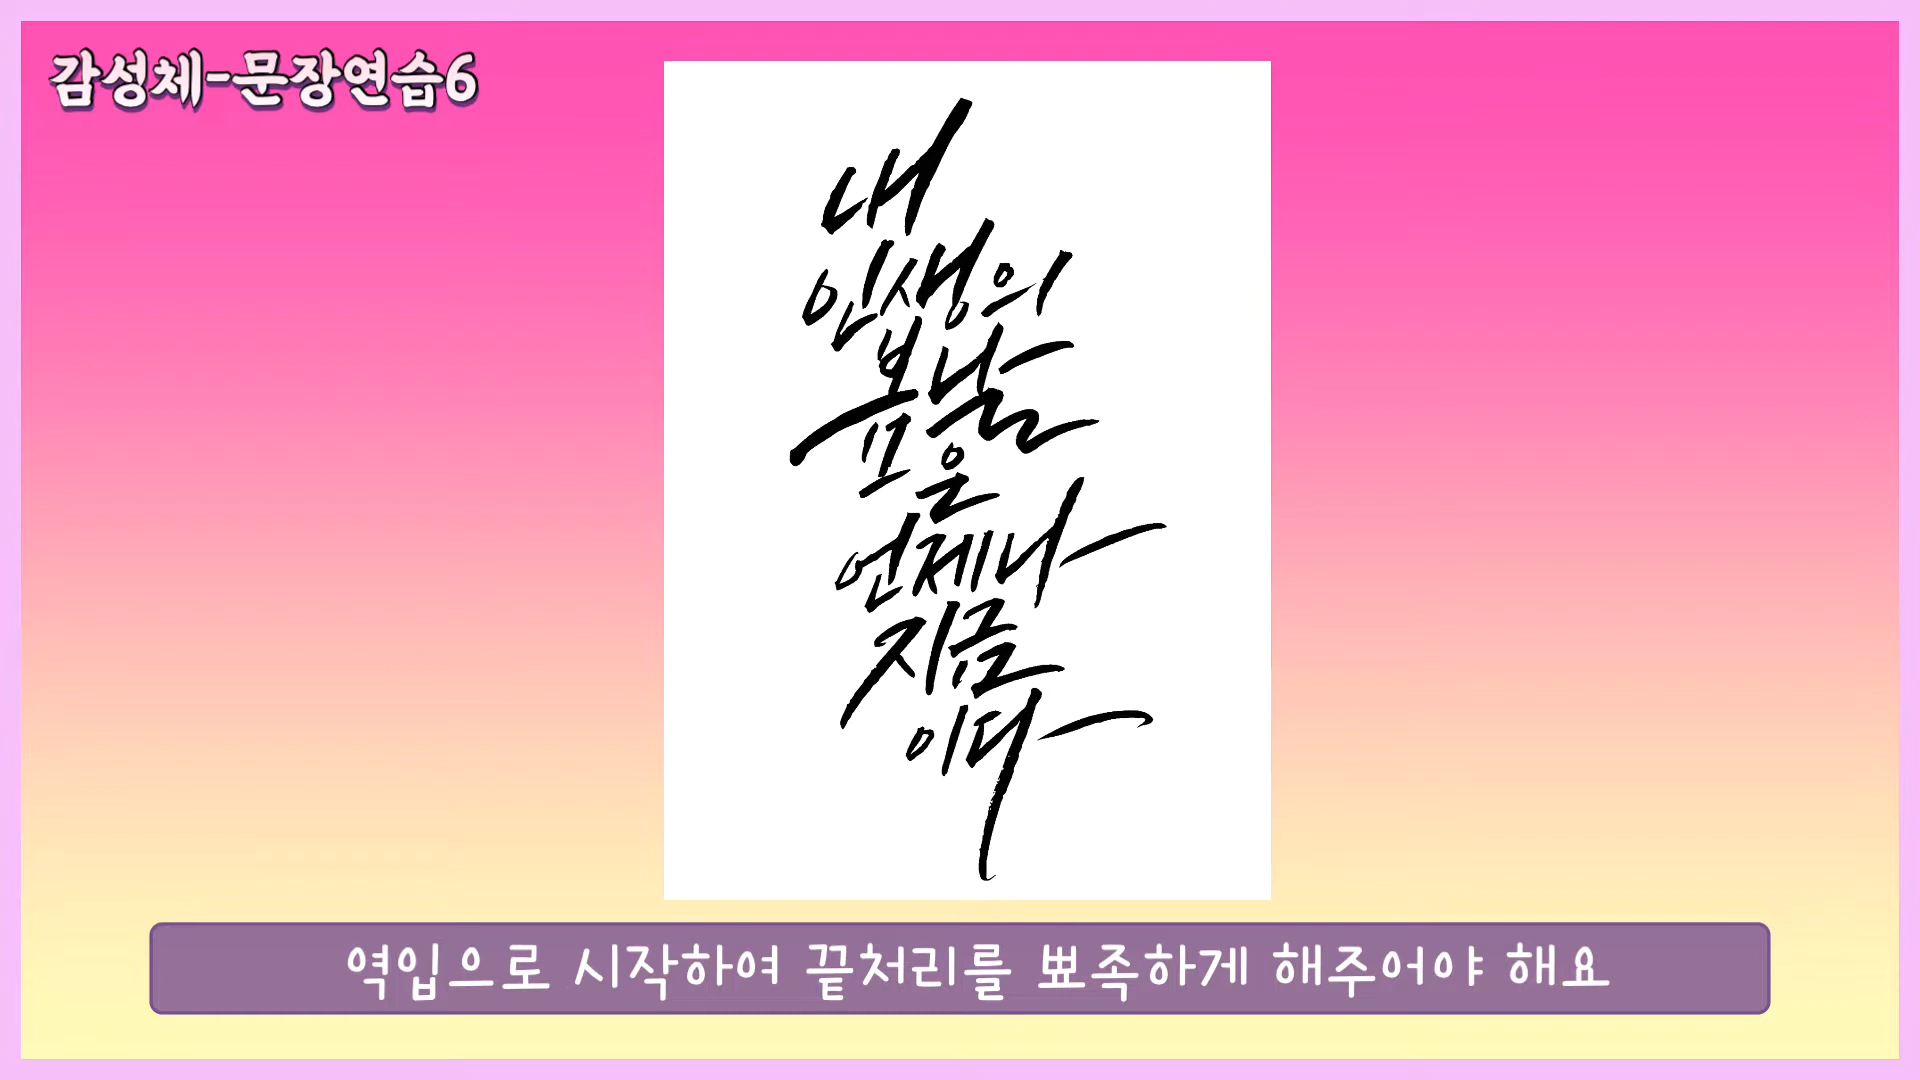 감성체-문장연습6
내
인생의
봄날
은
언제나
지금
이다
역입으로 시작하여 끝처리를 뾰족하게 해주어야 해요